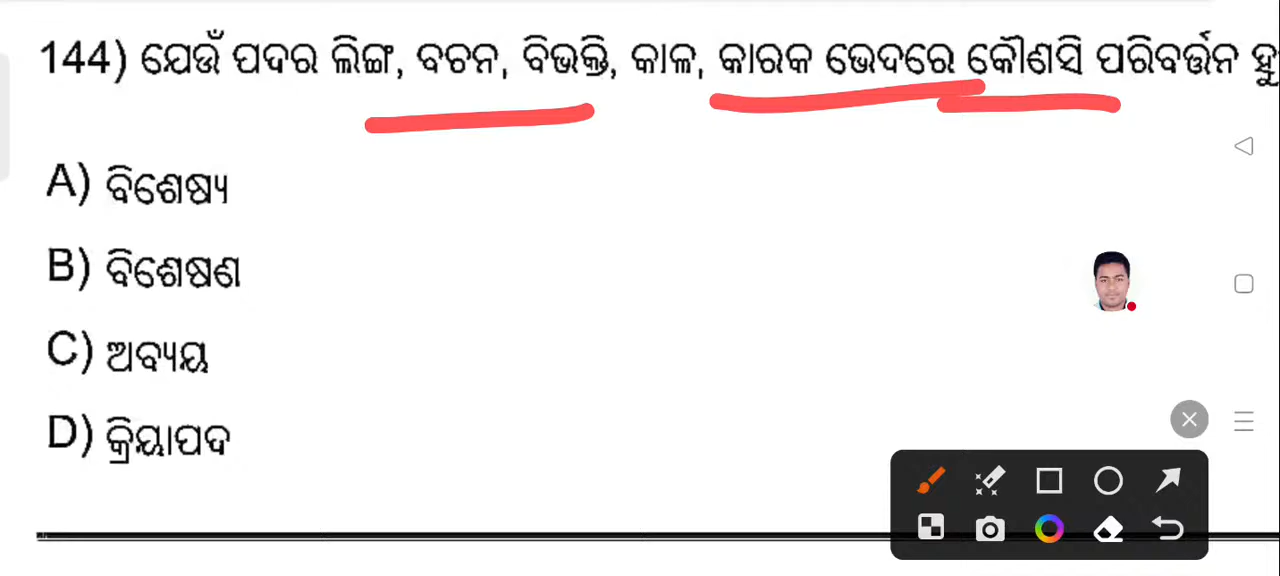 144) ଯେଉଁ ପଦର ଲିଙ୍ଗ, ବଚନ, ବିଭକ୍ତି, କାଳ, କାରକ ଭେଦରେ କୌଣସି ପରିବର୍ତ୍ତନ ହୁ
A) ବିଶେଷ୍ୟ
B) ବିଶେଷଣ
C) ଅବ୍ୟୟ
D) କ୍ରିୟାପଦ